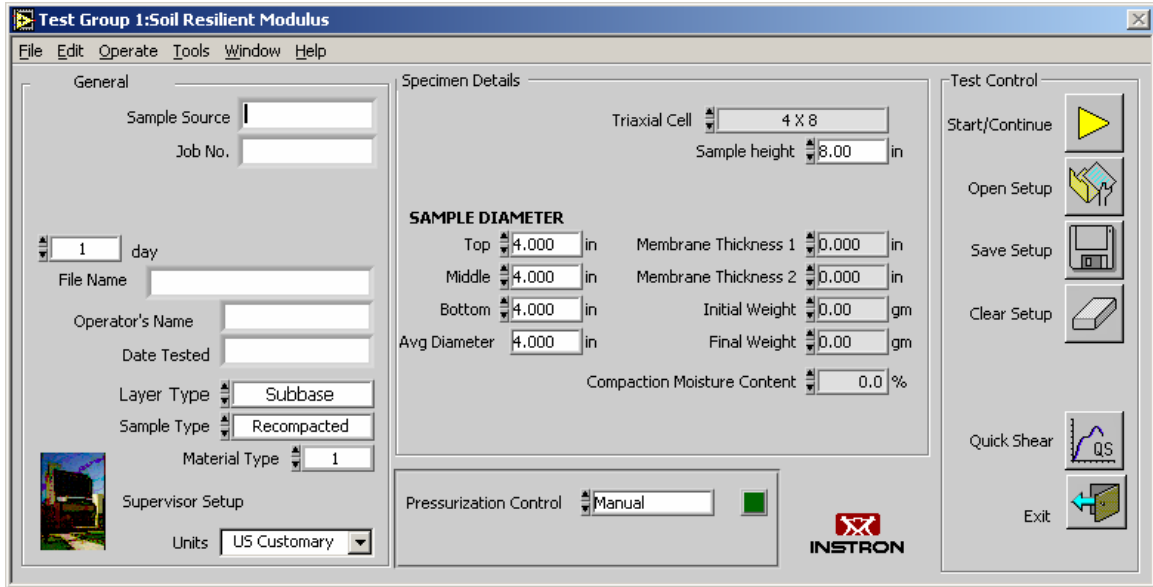 Test Group 1:Soil Resilient Modulus
File Edit Operate Tools Window Help
General
Sample Source
Job No.
1 day
File Name
Operator's Name
Date Tested
Layer Type Subbase
Sample Type Recompacted
Material Type 1
Supervisor Setup
Units US Customary
Specimen Details
Triaxial Cell 4 X 8
Sample height 8.00 in
SAMPLE DIAMETER
Top 4.000 in Membrane Thickness 1 0.000 in
Middle 4.000 in Membrane Thickness 2 0.000 in
Bottom 4.000 in Initial Weight 0.00 gm
Avg Diameter 4.000 in Final Weight 0.00 gm
Compaction Moisture Content 0.0 %
Pressurization Control Manual
INSTRON
Test Control
Start/Continue
Open Setup
Save Setup
Clear Setup
Quick Shear QS
Exit